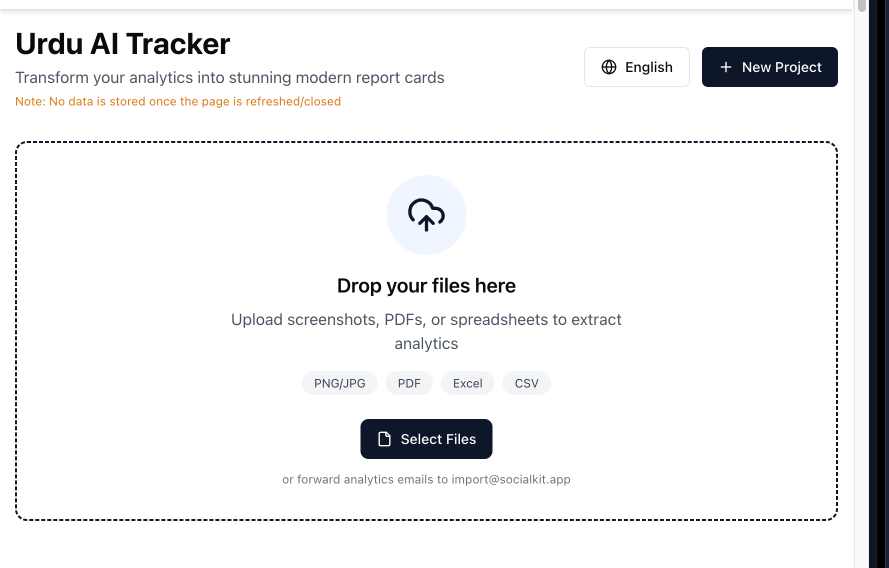 Urdu AI Tracker
Transform your analytics into stunning modern report cards
Note: No data is stored once the page is refreshed/closed
English
New Project
Drop your files here
Upload screenshots, PDFs, or spreadsheets to extract
analytics
PNG/JPG PDF Excel CSV
Select Files
or forward analytics emails to import@socialkit.app